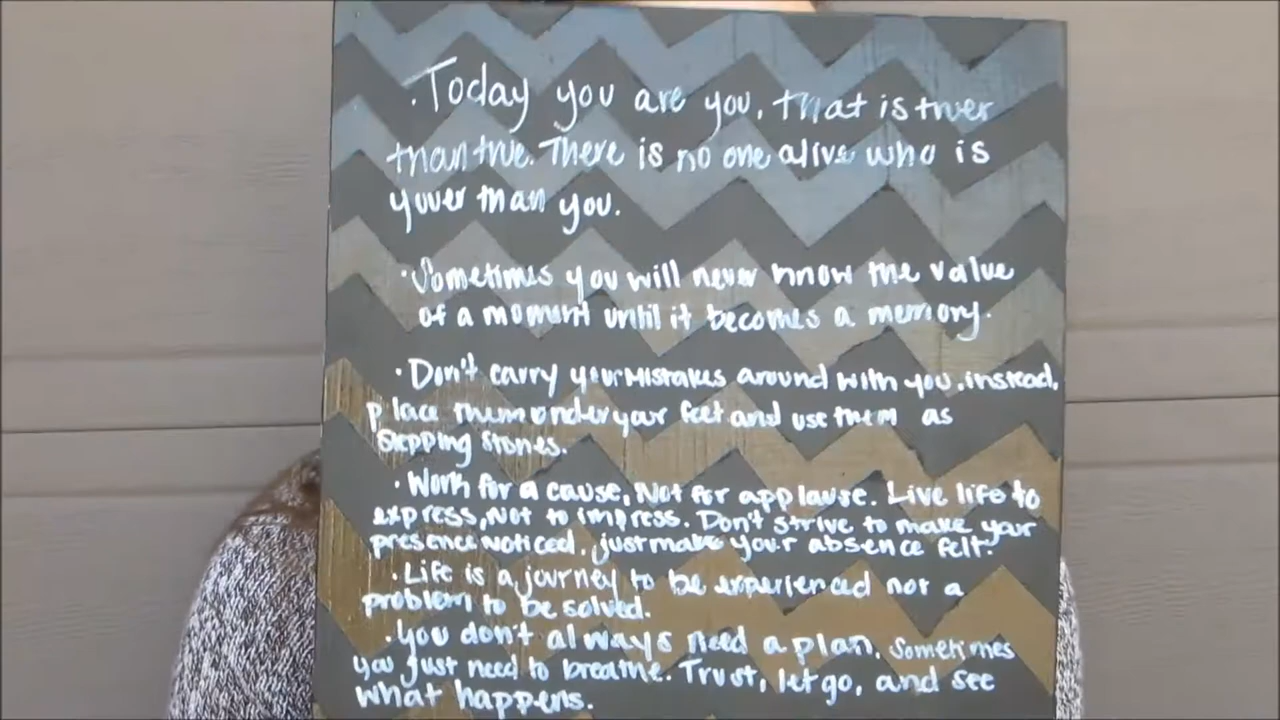 · Today you are you, that is truer
than true. There is no one alive who is
youer than you.
· Sometimes you will never know the value
of a moment until it becomes a memory.
· Don't carry your mistakes around with you, instead,
place them under your feet and use them as
stepping stones.
· Work for a cause, Not for applause. Live life to
express, Not to impress. Don't strive to make your
presence noticed, just make your absence felt.
· Life is a journey to be experienced not a
problem to be solved.
· you don't always need a plan. Sometimes
you just need to breathe. Trust, let go, and see
what happens.